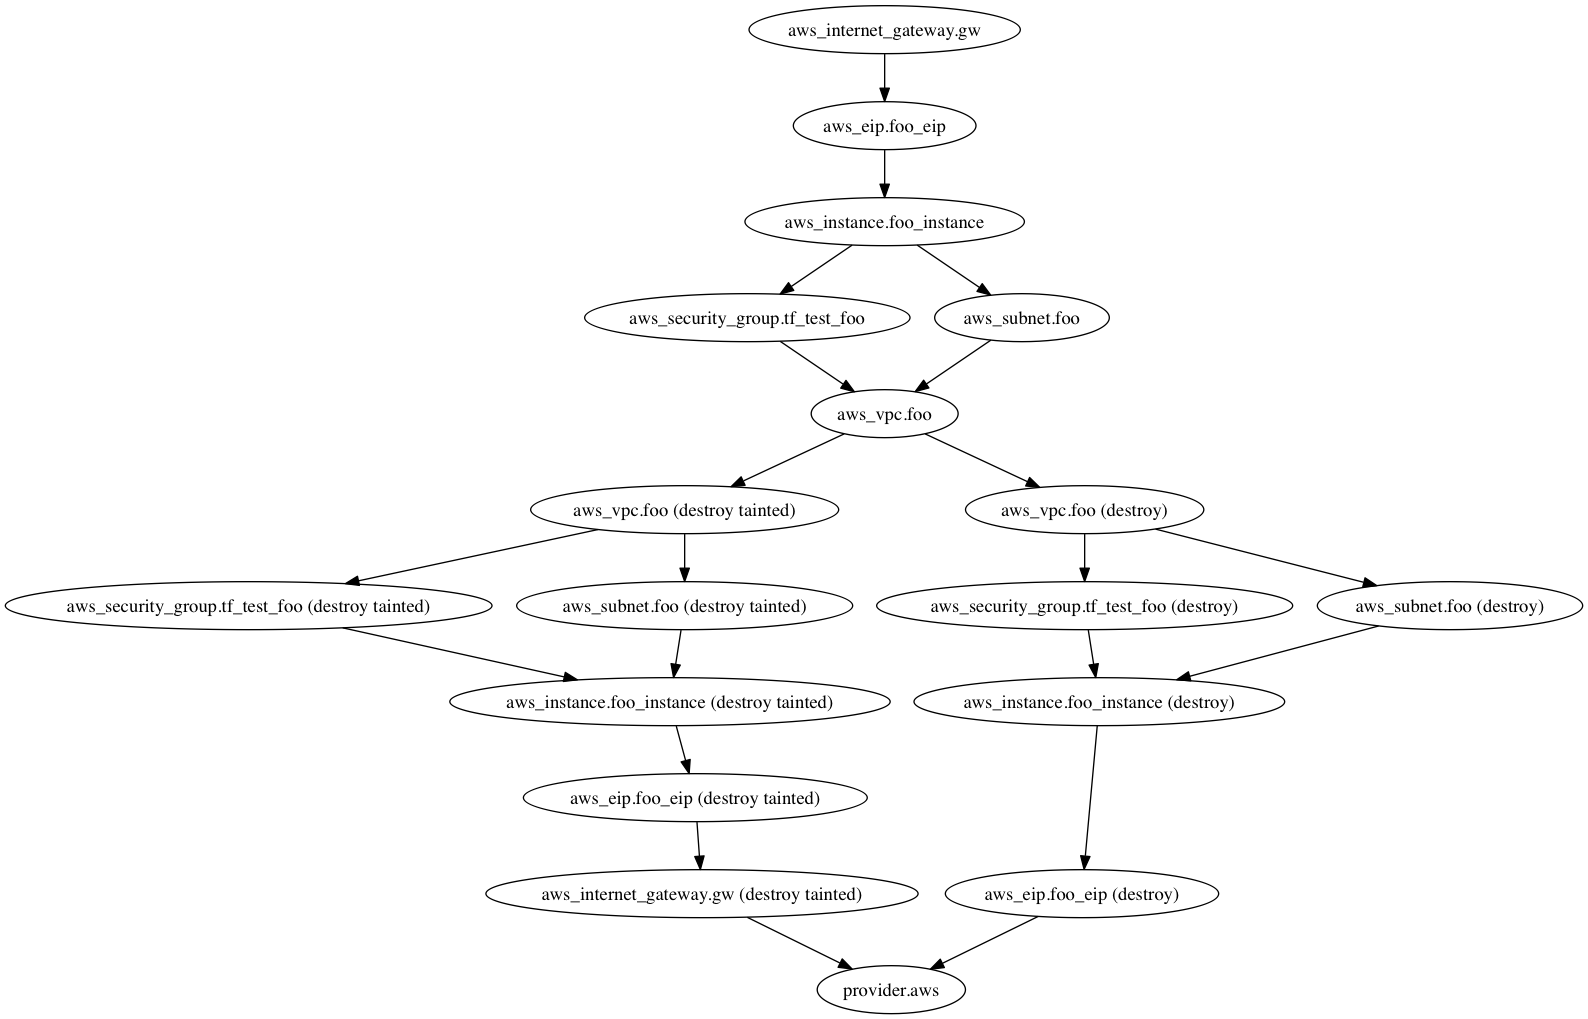 aws_internet_gateway.gw
aws_eip.foo_eip
aws_instance.foo_instance
aws_security_group.tf_test_foo
aws_subnet.foo
aws_vpc.foo
aws_vpc.foo (destroy tainted)
aws_vpc.foo (destroy)
aws_security_group.tf_test_foo (destroy tainted)
aws_subnet.foo (destroy tainted)
aws_security_group.tf_test_foo (destroy)
aws_subnet.foo (destroy)
aws_instance.foo_instance (destroy tainted)
aws_instance.foo_instance (destroy)
aws_eip.foo_eip (destroy tainted)
aws_internet_gateway.gw (destroy tainted)
aws_eip.foo_eip (destroy)
provider.aws